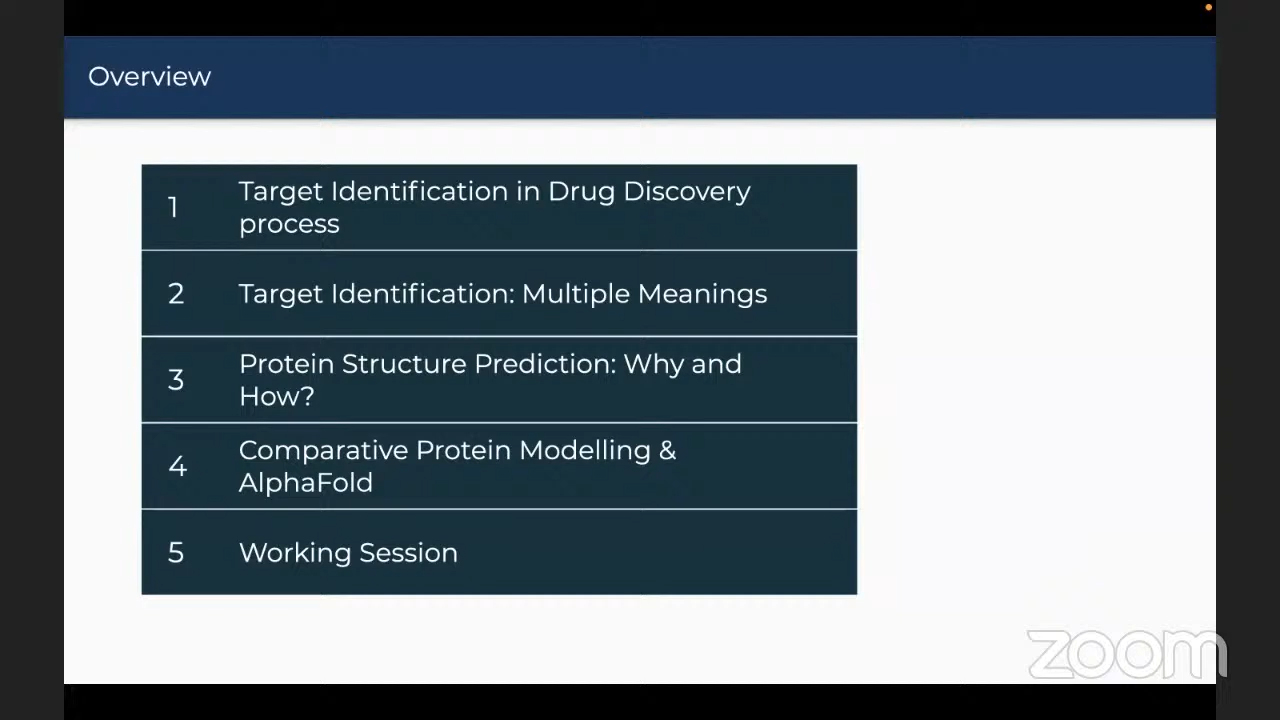 Overview
1
Target Identification in Drug Discovery
process
2
Target Identification: Multiple Meanings
3
Protein Structure Prediction: Why and
How?
4
Comparative Protein Modelling &
AlphaFold
5
Working Session
zoom